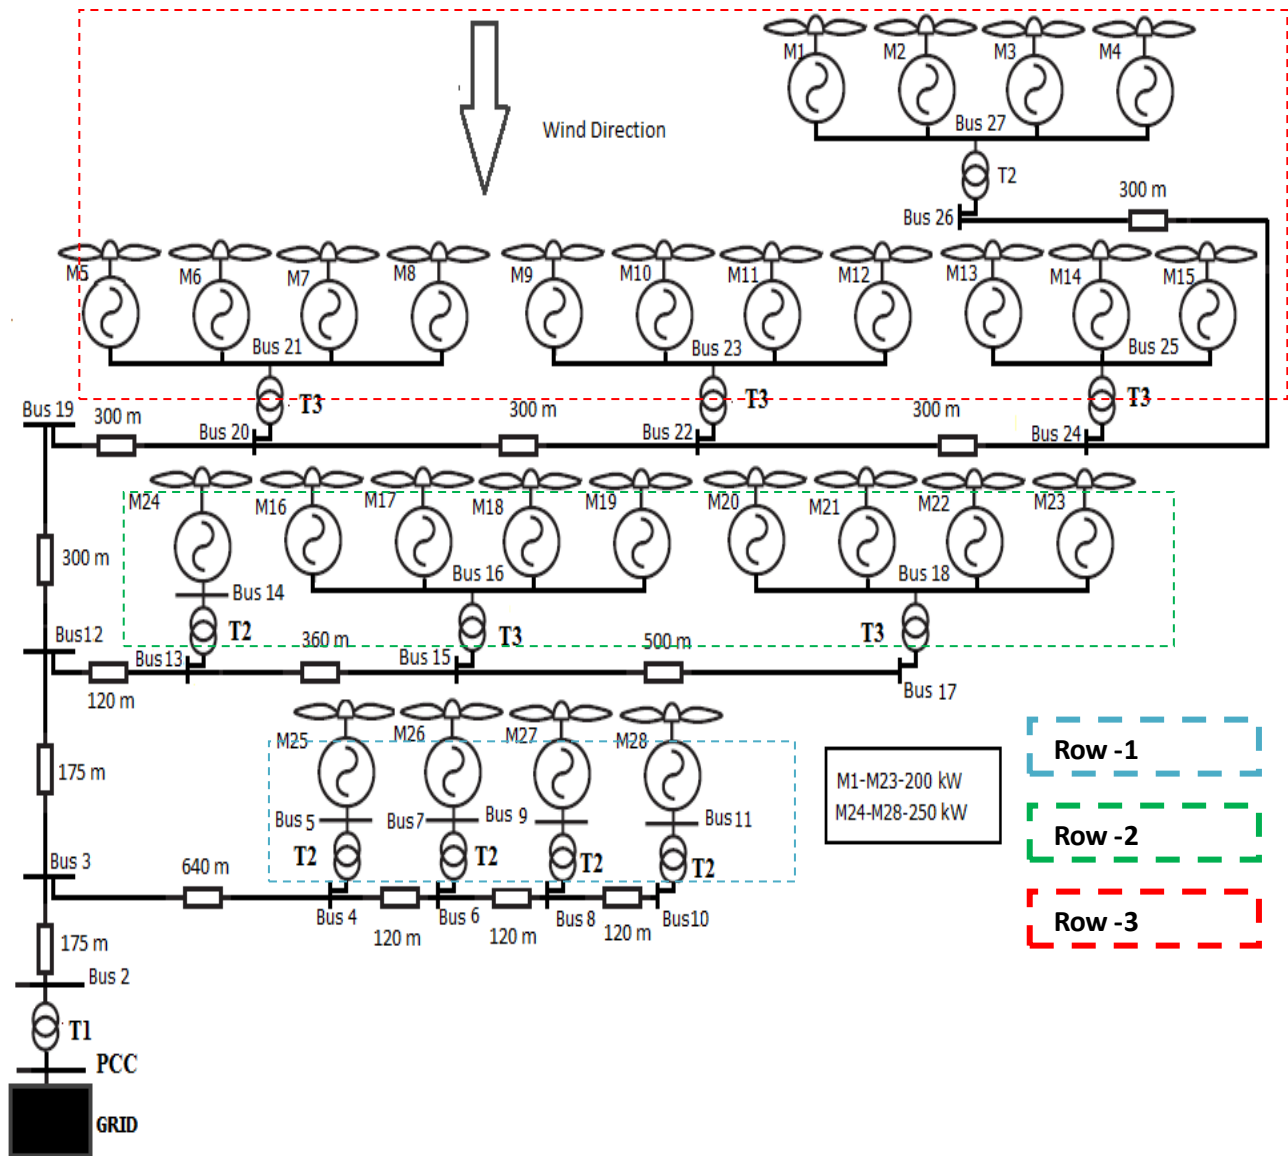 M1
M2
M3
M4
Wind Direction
Bus 27
T2
300 m
Bus 26
M5
M6
M7
M8
M9
M10
M11
M12
M13
M14
M15
Bus 21
Bus 23
Bus 25
T3
T3
T3
Bus 19
300 m
300 m
300 m
Bus 20
Bus 22
Bus 24
M24
M16
M17
M18
M19
M20
M21
M22
M23
300 m
Bus 14
Bus 16
Bus 18
T2
T3
T3
Bus12
360 m
500 m
Bus 13
Bus 15
Bus 17
120 m
M25
M26
M27
M28
175 m
Bus 5
Bus7
Bus 9
Bus11
T2
T2
T2
T2
Bus 3
640 m
Bus 4
Bus 6
Bus 8
Bus10
120 m
120 m
120 m
175 m
Bus 2
T1
PCC
GRID
M1-M23-200 kW
M24-M28-250 kW
Row -1
Row -2
Row -3